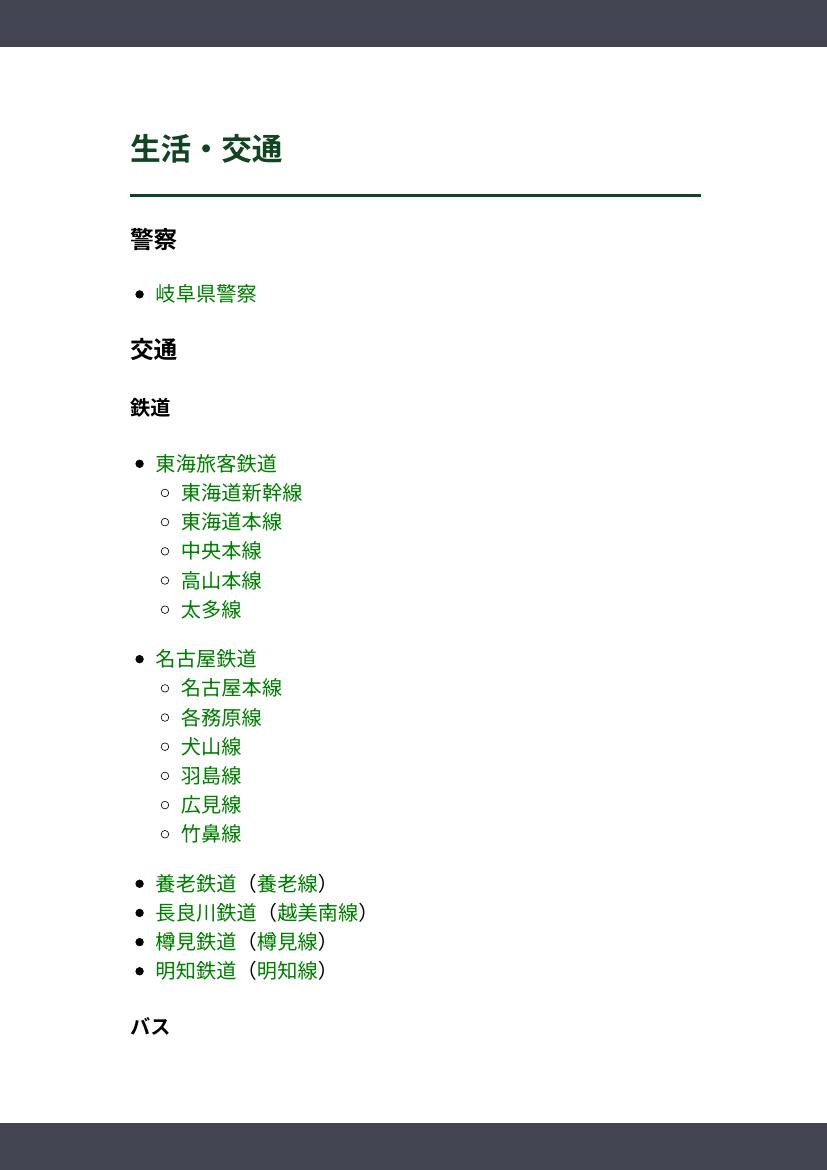 生活・交通
警察
岐阜県警察
交通
鉄道
東海旅客鉄道
東海道新幹線
東海道本線
中央本線
高山本線
太多線
名古屋鉄道
名古屋本線
各務原線
犬山線
羽島線
広見線
竹鼻線
養老鉄道（養老線）
長良川鉄道（越美南線）
樽見鉄道（樽見線）
明知鉄道（明知線）
バス